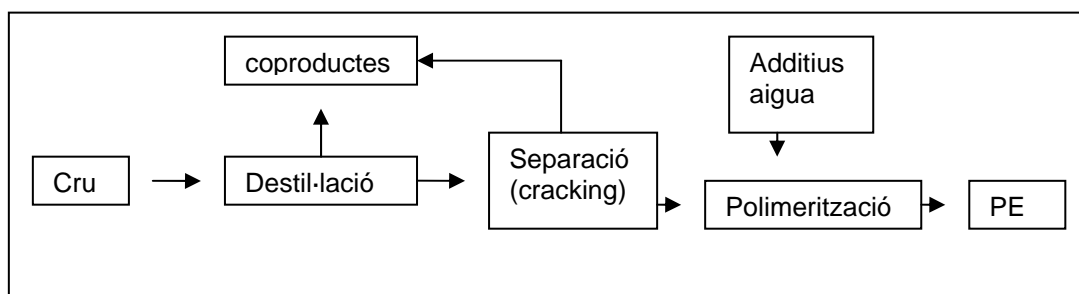 coproductes
Additius
aigua
Cru
Destil·lació
Separació
(cracking)
Polimerització
PE